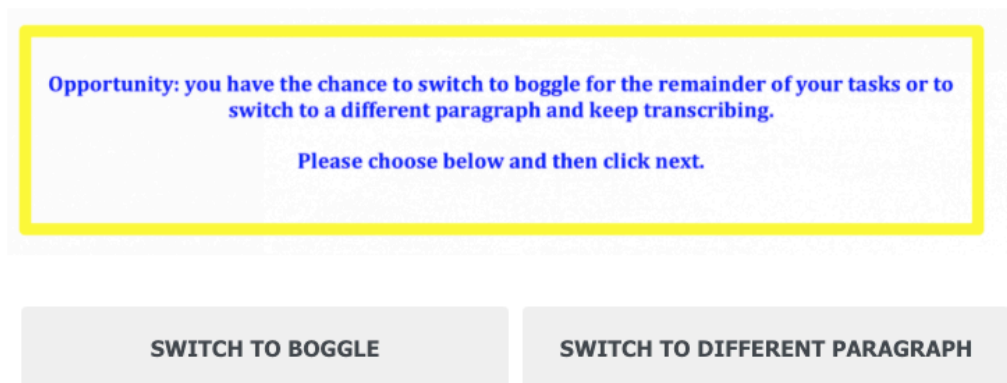 Opportunity: you have the chance to switch to boggle for the remainder of your tasks or to
switch to a different paragraph and keep transcribing.
Please choose below and then click next.
SWITCH TO BOGGLE
SWITCH TO DIFFERENT PARAGRAPH